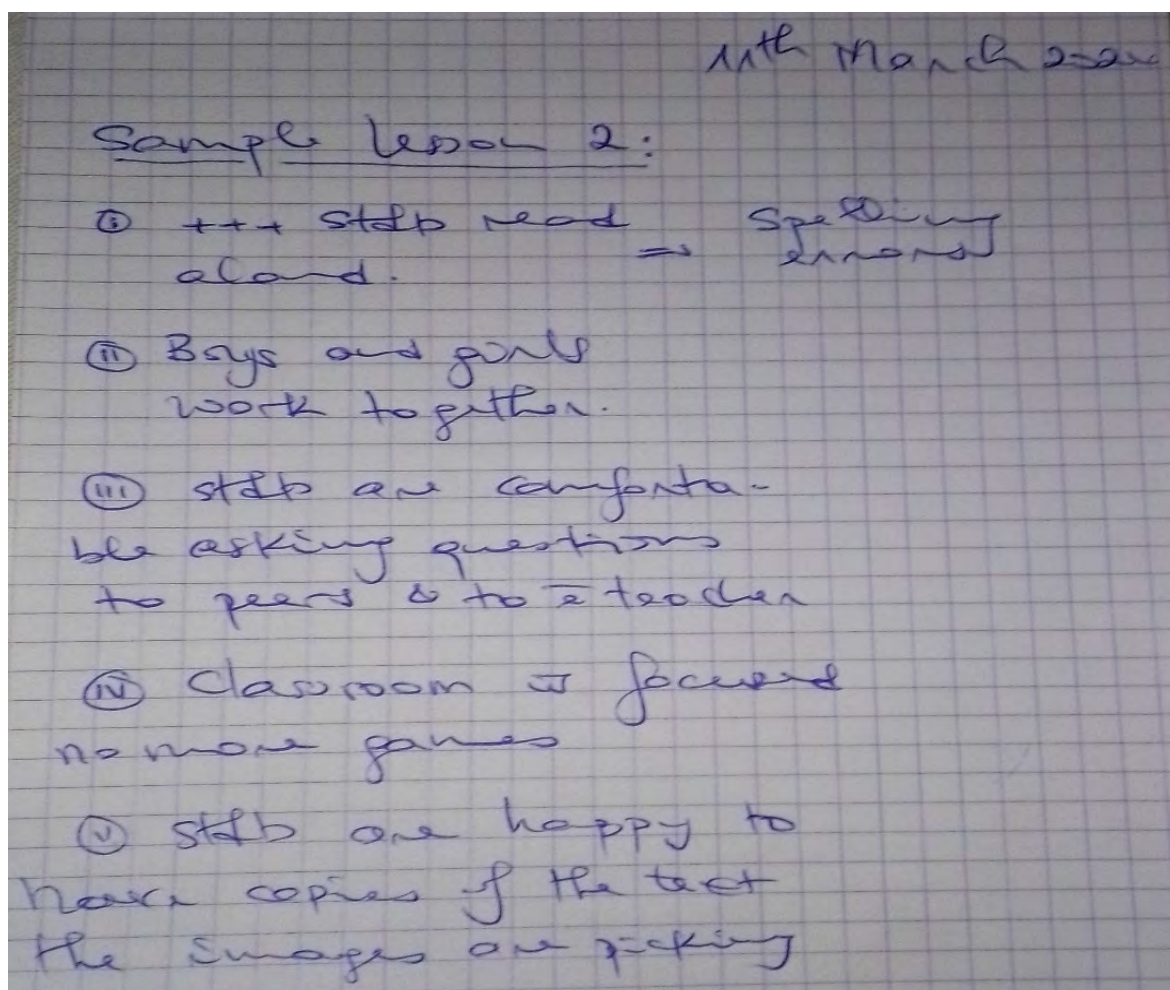 11th March 2020
Sample lesson 2:
(i) +++ stdts read => Spelling
aloud. errors
(ii) Boys and girls
work together.
(iii) stdts are comforta-
ble asking questions
to peers & to teacher
(iv) Classroom is focused
no more games
(v) stdts are happy to
have copies of the text
the images are picking